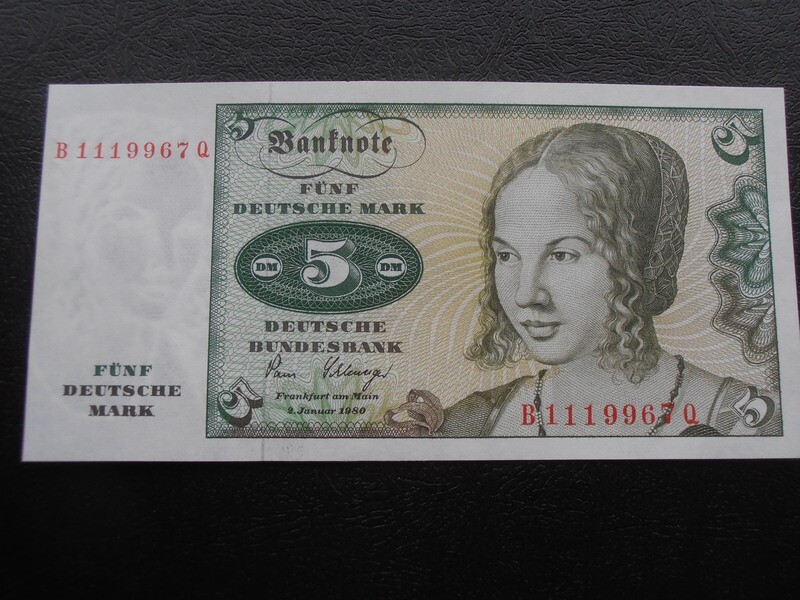 B1119967Q
5
5
Banknote
FÜNF
DEUTSCHE MARK
DM 5 DM
DEUTSCHE
BUNDESBANK
Frankfurt am Main
2. Januar 1980
FÜNF
DEUTSCHE
MARK
5
B1119967Q
5